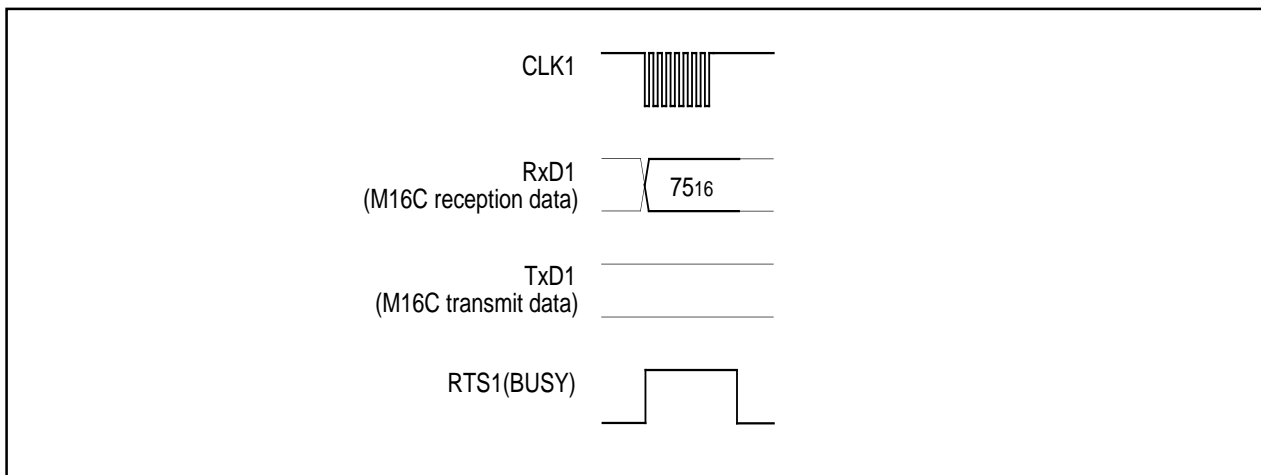 CLK1
RxD1
(M16C reception data)
7516
TxD1
(M16C transmit data)
RTS1(BUSY)